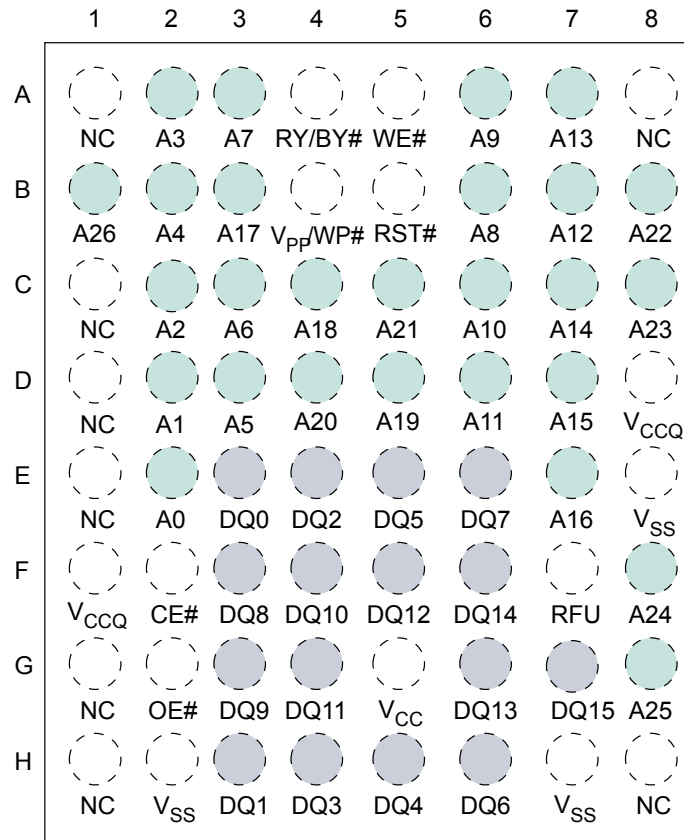 1 2 3 4 5 6 7 8
A
NC A3 A7 RY/BY# WE# A9 A13 NC
B
A26 A4 A17 VPP/WP# RST# A8 A12 A22
C
NC A2 A6 A18 A21 A10 A14 A23
D
NC A1 A5 A20 A19 A11 A15 VCCQ
E
NC A0 DQ0 DQ2 DQ5 DQ7 A16 VSS
F
VCCQ CE# DQ8 DQ10 DQ12 DQ14 RFU A24
G
NC OE# DQ9 DQ11 VCC DQ13 DQ15 A25
H
NC VSS DQ1 DQ3 DQ4 DQ6 VSS NC